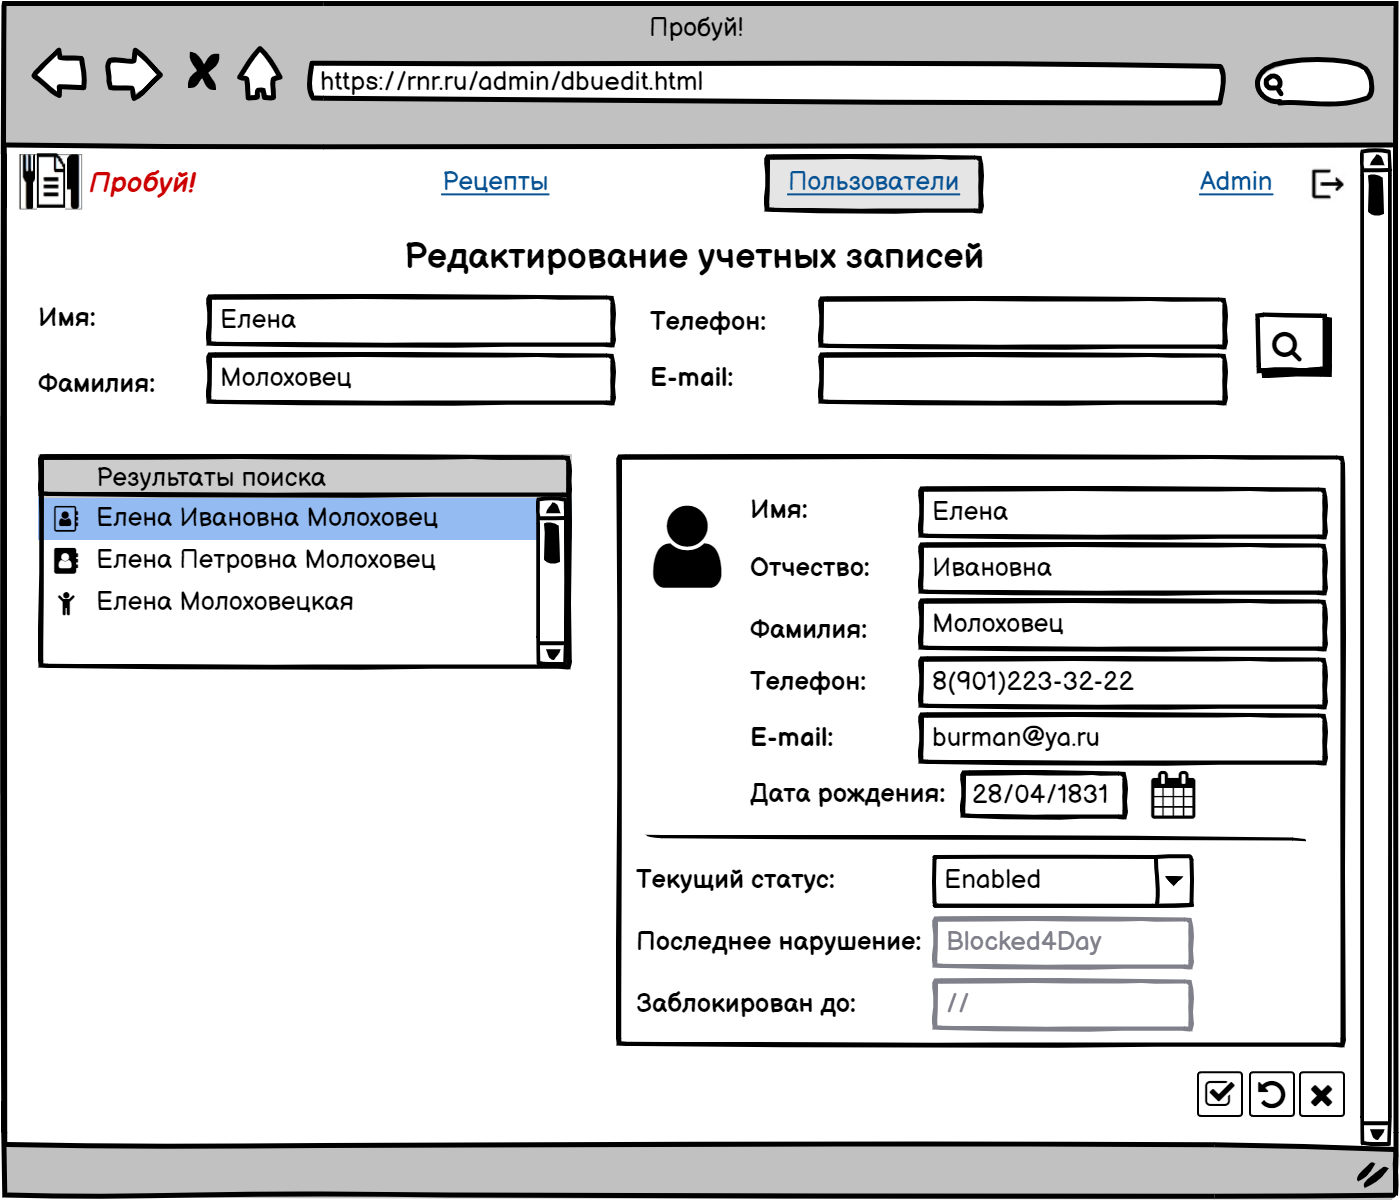 Пробуй!
https://rnr.ru/admin/dbuedit.html
Пробуй! Рецепты Пользователи Admin
Редактирование учетных записей
Имя: Елена Телефон:
Фамилия: Молоховец E-mail:
Результаты поиска
Елена Ивановна Молоховец
Елена Петровна Молоховец
Елена Молоховецкая
Имя: Елена
Отчество: Ивановна
Фамилия: Молоховец
Телефон: 8(901)223-32-22
E-mail: burman@ya.ru
Дата рождения: 28/04/1831
Текущий статус: Enabled
Последнее нарушение: Blocked4Day
Заблокирован до: //